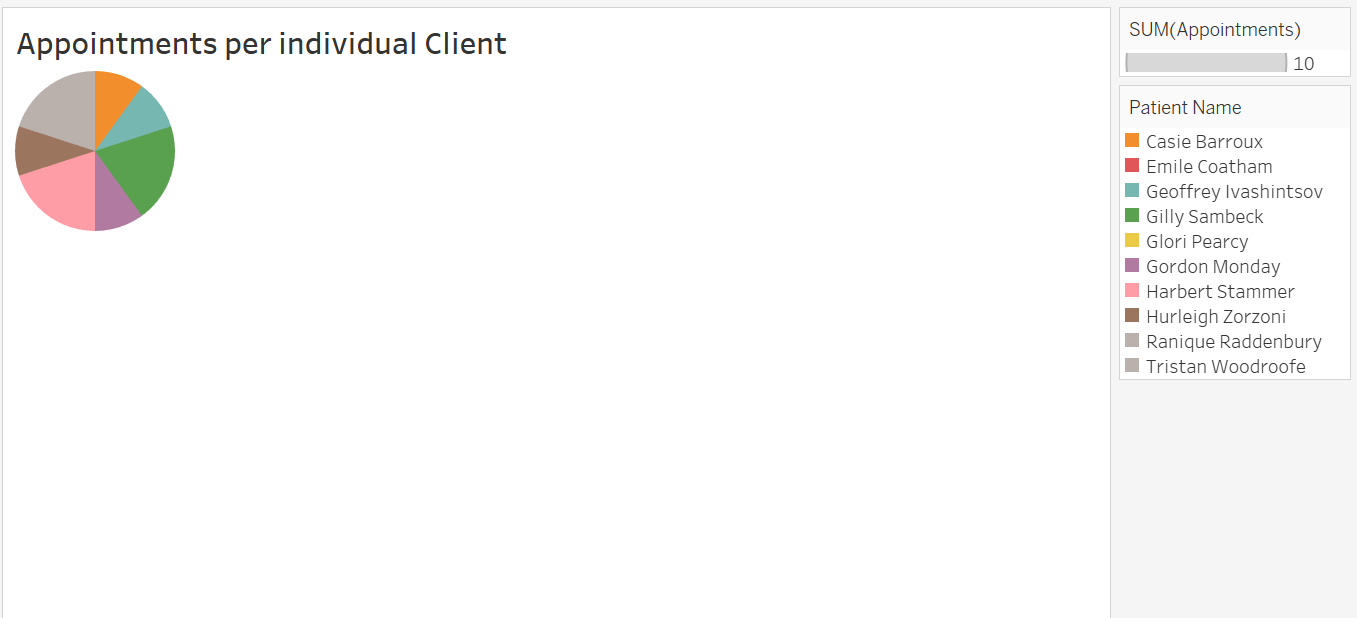 Appointments per individual Client
SUM(Appointments)
10
Patient Name
Casie Barroux
Emile Coatham
Geoffrey Ivashintsov
Gilly Sambeck
Glori Pearcy
Gordon Monday
Harbert Stammer
Hurleigh Zorzoni
Ranique Raddenbury
Tristan Woodroofe